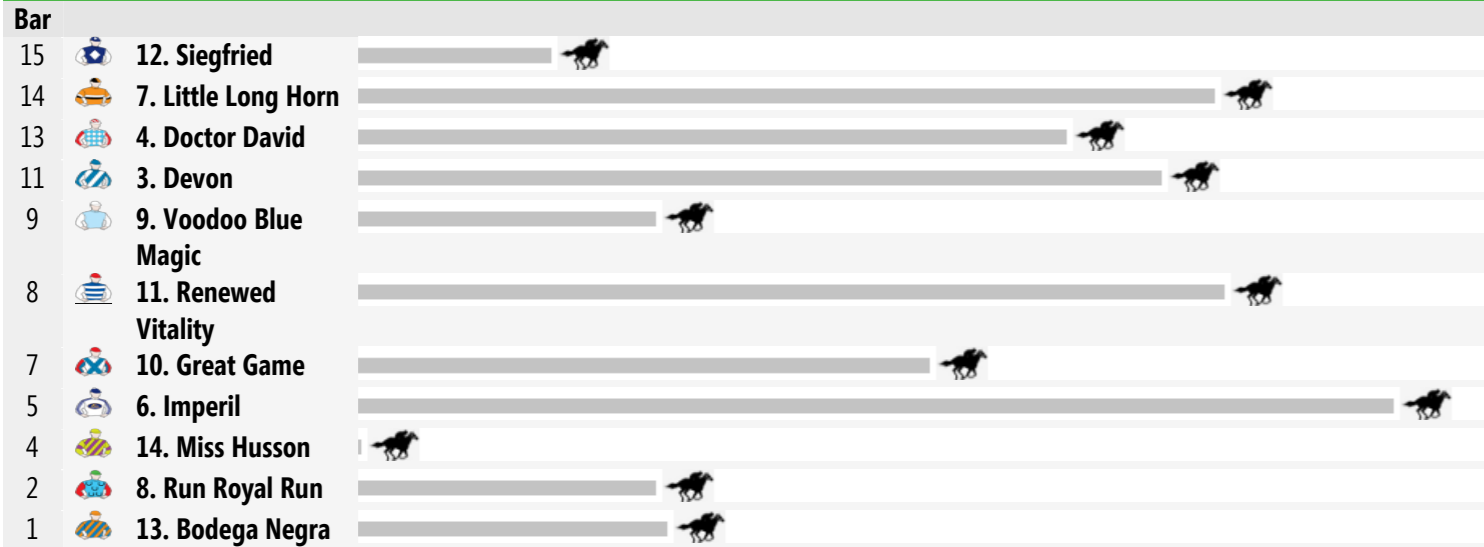 Bar
15 12. Siegfried
14 7. Little Long Horn
13 4. Doctor David
11 3. Devon
9 9. Voodoo Blue
Magic
8 11. Renewed
Vitality
7 10. Great Game
5 6. Imperil
4 14. Miss Husson
2 8. Run Royal Run
1 13. Bodega Negra